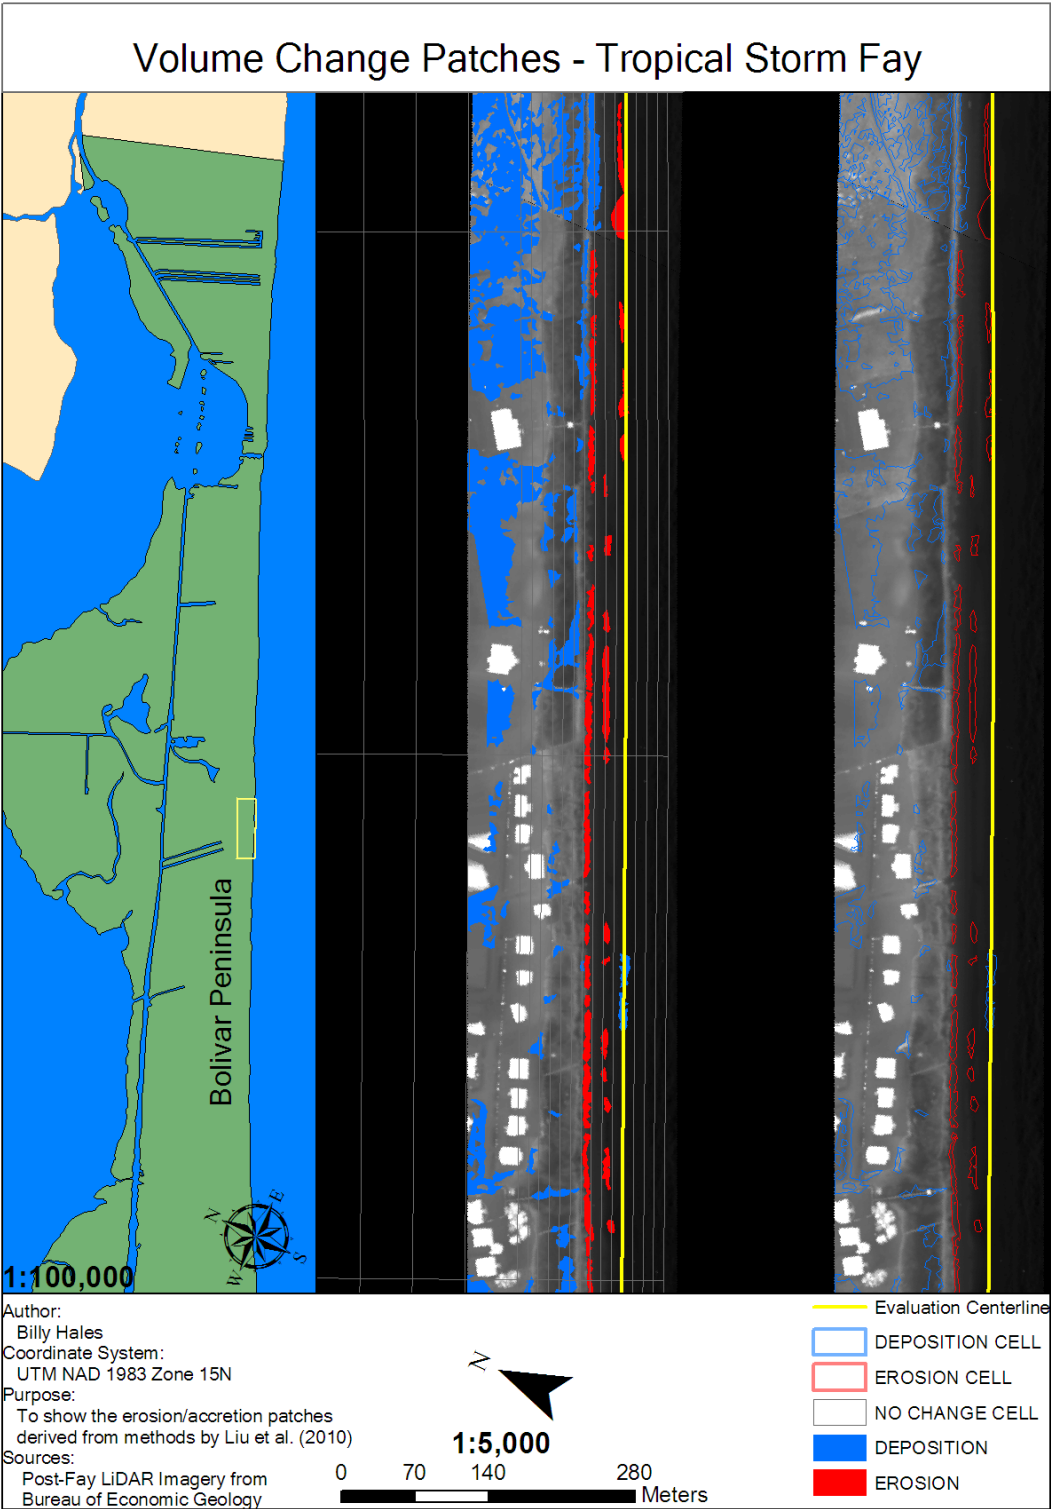 Volume Change Patches - Tropical Storm Fay
Bolivar Peninsula
N
E
W
S
1:100,000
Author:
Billy Hales
Coordinate System:
UTM NAD 1983 Zone 15N
Purpose:
To show the erosion/accretion patches
derived from methods by Liu et al. (2010)
Sources:
Post-Fay LiDAR Imagery from
Bureau of Economic Geology
N
1:5,000
0 70 140 280
Meters
Evaluation Centerline
DEPOSITION CELL
EROSION CELL
NO CHANGE CELL
DEPOSITION
EROSION